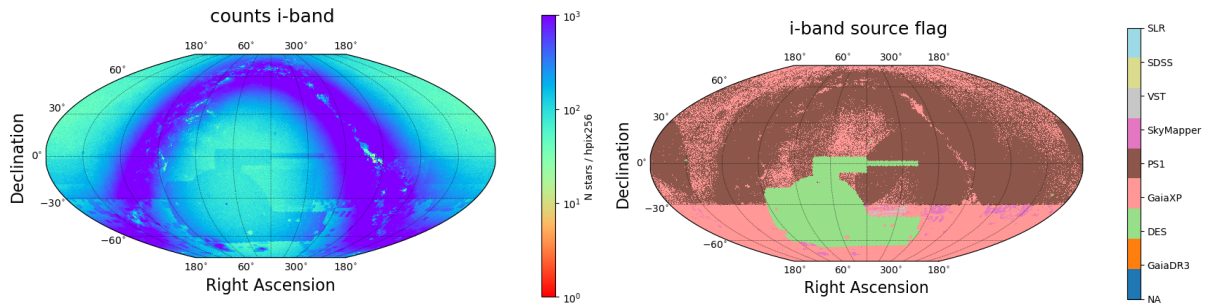 counts i-band
180° 60° 300° 180°
60°
30°
0°
−30°
−60°
180° 60° 300° 180°
Declination
Right Ascension
10³
10²
10¹
10⁰
N stars / hpix256
i-band source flag
180° 60° 300° 180°
60°
30°
0°
−30°
−60°
180° 60° 300° 180°
Declination
Right Ascension
SLR
SDSS
VST
SkyMapper
PS1
GaiaXP
DES
GaiaDR3
NA